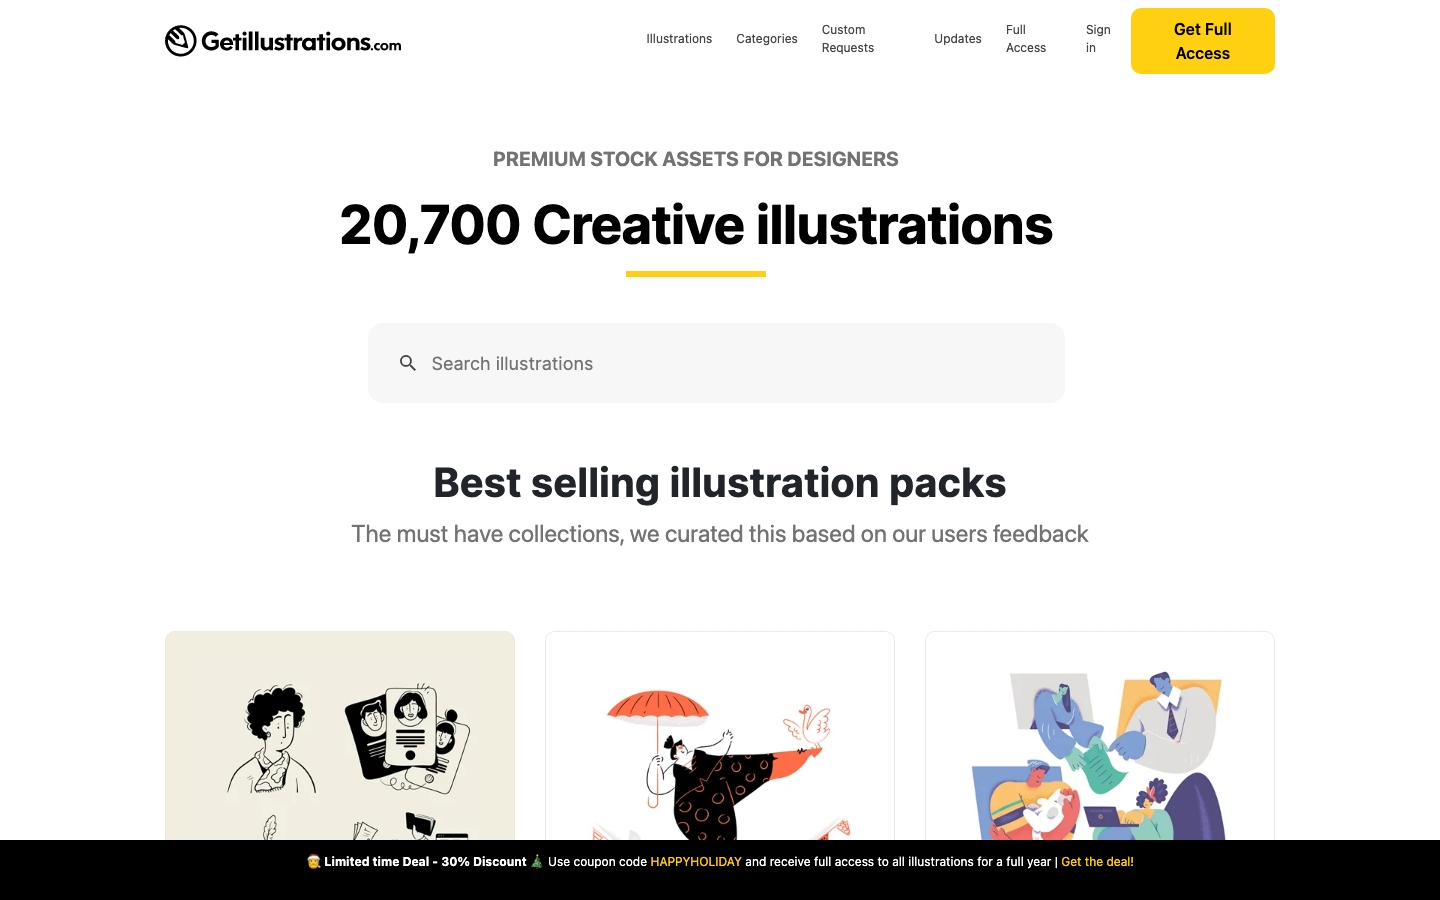 Getillustrations.com
Illustrations
Categories
Custom
Requests
Updates
Full
Access
Sign
in
Get Full
Access
PREMIUM STOCK ASSETS FOR DESIGNERS
20,700 Creative illustrations
Search illustrations
Best selling illustration packs
The must have collections, we curated this based on our users feedback
🧑‍🎄 Limited time Deal - 30% Discount 🎄 Use coupon code HAPPYHOLIDAY and receive full access to all illustrations for a full year | Get the deal!